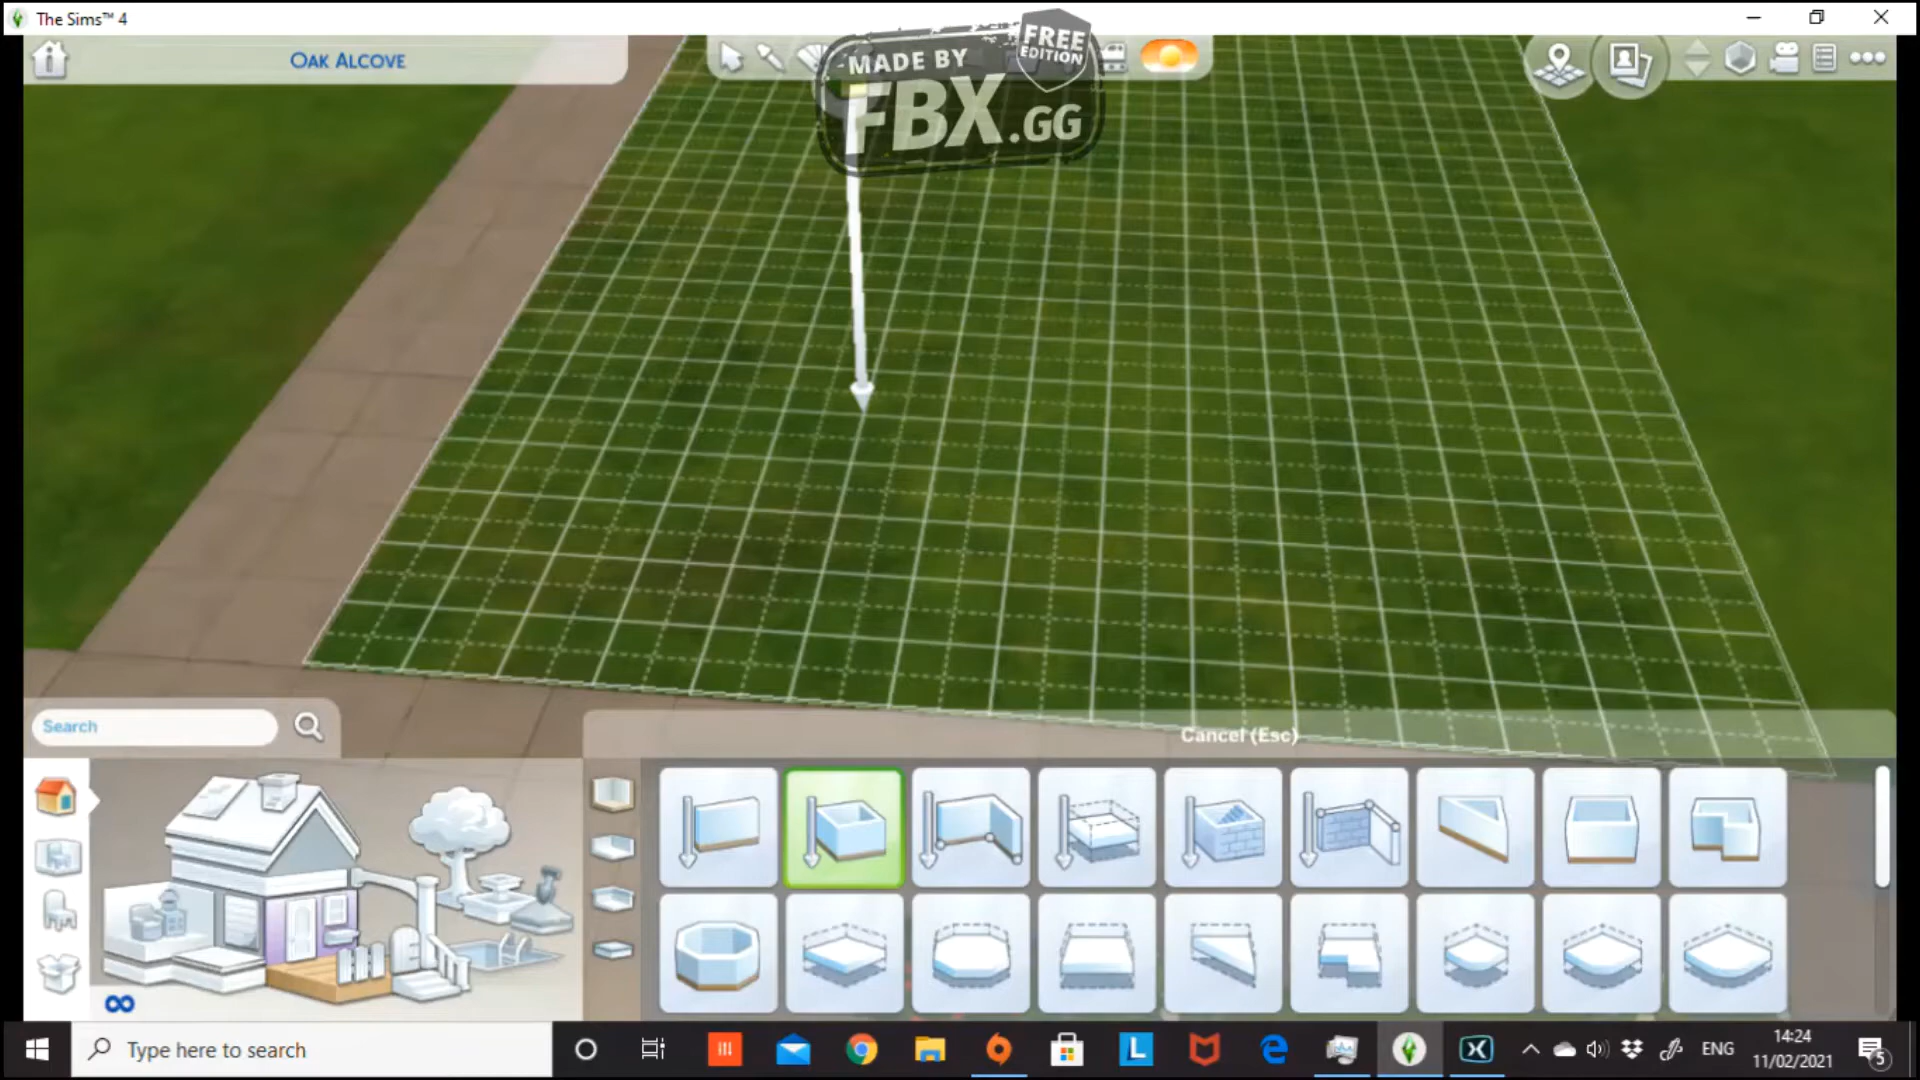 The Sims™ 4
OAK ALCOVE
MADE BY
FREE
EDITION
FBX.GG
Search
Cancel (Esc)
Type here to search
L
ENG
14:24
11/02/2021
5